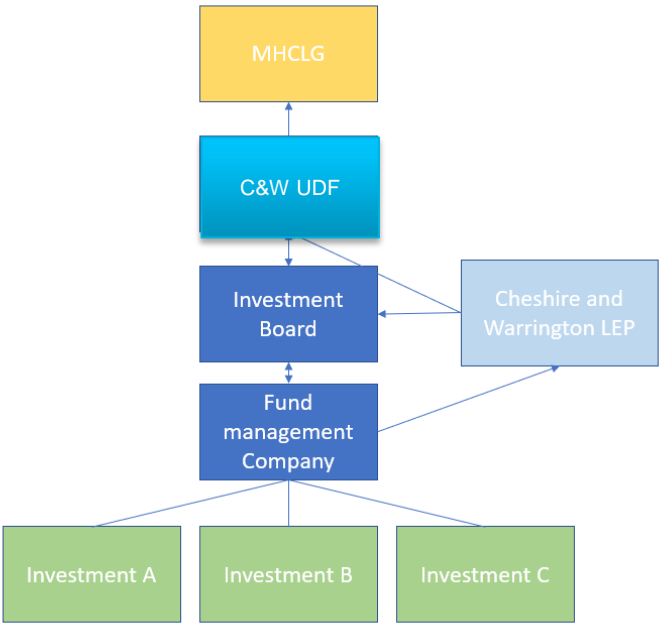 MHCLG
C&W UDF
Investment
Board
Cheshire and
Warrington LEP
Fund
management
Company
Investment A
Investment B
Investment C